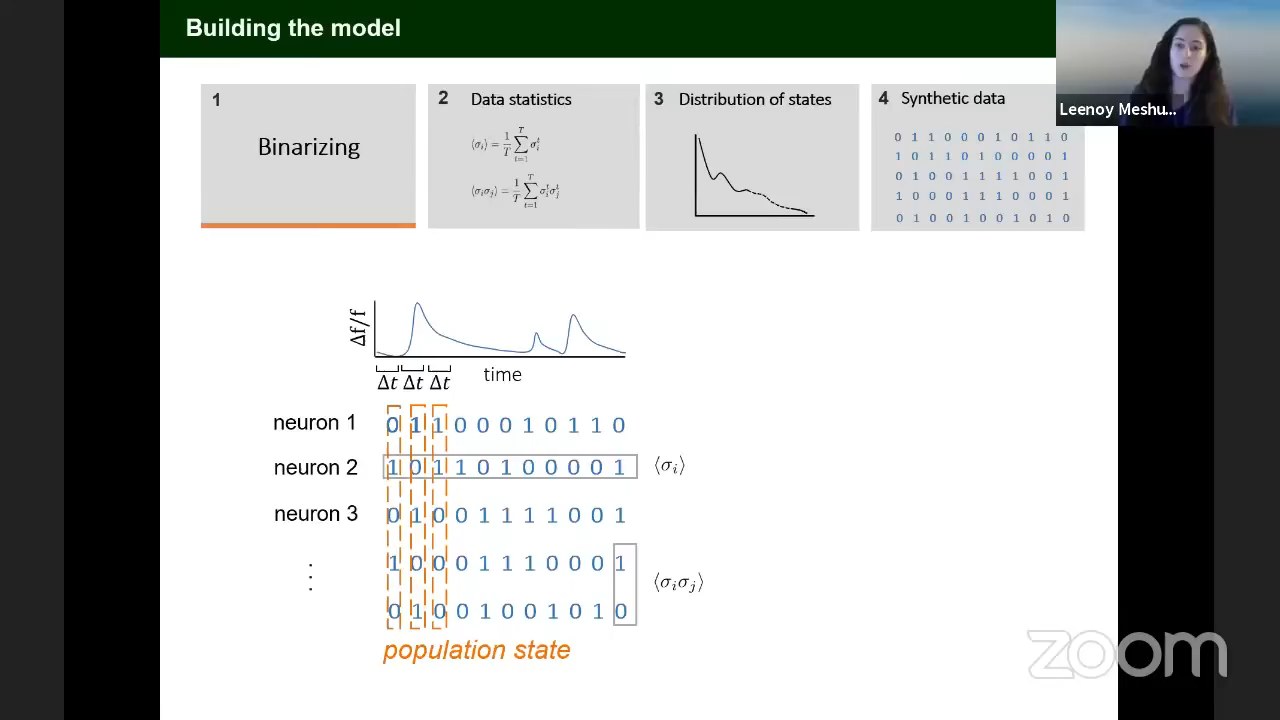 Building the model
Leenoy Meshu...
1
Binarizing
2 Data statistics
⟨σᵢ⟩ = 1/T ∑ₜ₌₁ᵀ σᵢᵗ
⟨σᵢσⱼ⟩ = 1/T ∑ₜ₌₁ᵀ σᵢᵗσⱼᵗ
3 Distribution of states
4 Synthetic data
0 1 1 0 0 0 1 0 1 1 0
1 0 1 1 0 1 0 0 0 0 1
0 1 0 0 1 1 1 1 0 0 1
1 0 0 0 1 1 1 0 0 0 1
0 1 0 0 1 0 0 1 0 1 0
Δf/f
Δt Δt Δt time
neuron 1 0 1 1 0 0 0 1 0 1 1 0
neuron 2 1 0 1 1 0 1 0 0 0 0 1 ⟨σᵢ⟩
neuron 3 0 1 0 0 1 1 1 1 0 0 1
⋮ 1 0 0 0 1 1 1 0 0 0 1
0 1 0 0 1 0 0 1 0 1 0 ⟨σᵢσⱼ⟩
population state
zoom